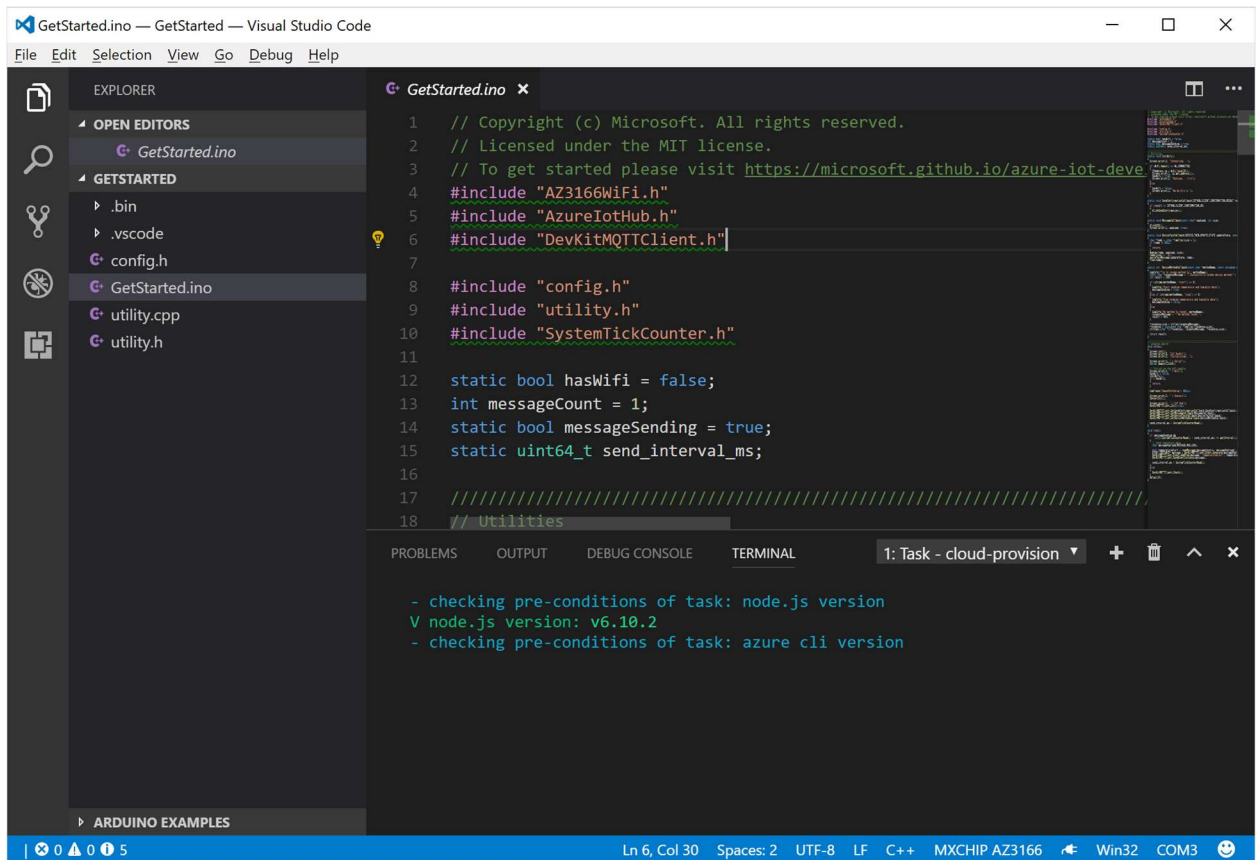 GetStarted.ino — GetStarted — Visual Studio Code
File Edit Selection View Go Debug Help
EXPLORER
OPEN EDITORS
GetStarted.ino
GETSTARTED
.bin
.vscode
config.h
GetStarted.ino
utility.cpp
utility.h
ARDUINO EXAMPLES
GetStarted.ino
1 // Copyright (c) Microsoft. All rights reserved.
2 // Licensed under the MIT license.
3 // To get started please visit https://microsoft.github.io/azure-iot-deve
4 #include "AZ3166WiFi.h"
5 #include "AzureIotHub.h"
6 #include "DevKitMQTTClient.h"
7
8 #include "config.h"
9 #include "utility.h"
10 #include "SystemTickCounter.h"
11
12 static bool hasWifi = false;
13 int messageCount = 1;
14 static bool messageSending = true;
15 static uint64_t send_interval_ms;
16
17 //////////////////////////////////////////////////////////////////////////
18 // Utilities
PROBLEMS OUTPUT DEBUG CONSOLE TERMINAL 1: Task - cloud-provision
- checking pre-conditions of task: node.js version
V node.js version: v6.10.2
- checking pre-conditions of task: azure cli version
0 0 5 Ln 6, Col 30 Spaces: 2 UTF-8 LF C++ MXCHIP AZ3166 Win32 COM3